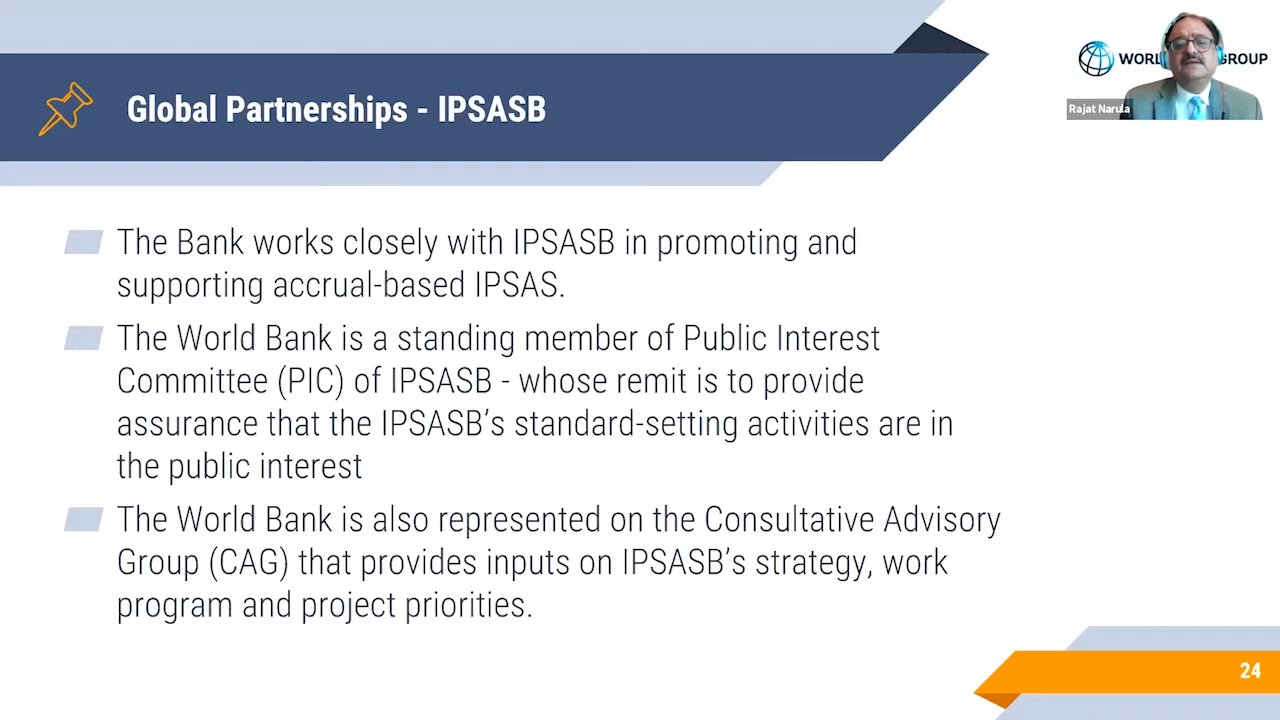 Global Partnerships - IPSASB
WORL GROUP
Rajat Narula
The Bank works closely with IPSASB in promoting and
supporting accrual-based IPSAS.
The World Bank is a standing member of Public Interest
Committee (PIC) of IPSASB - whose remit is to provide
assurance that the IPSASB’s standard-setting activities are in
the public interest
The World Bank is also represented on the Consultative Advisory
Group (CAG) that provides inputs on IPSASB’s strategy, work
program and project priorities.
24